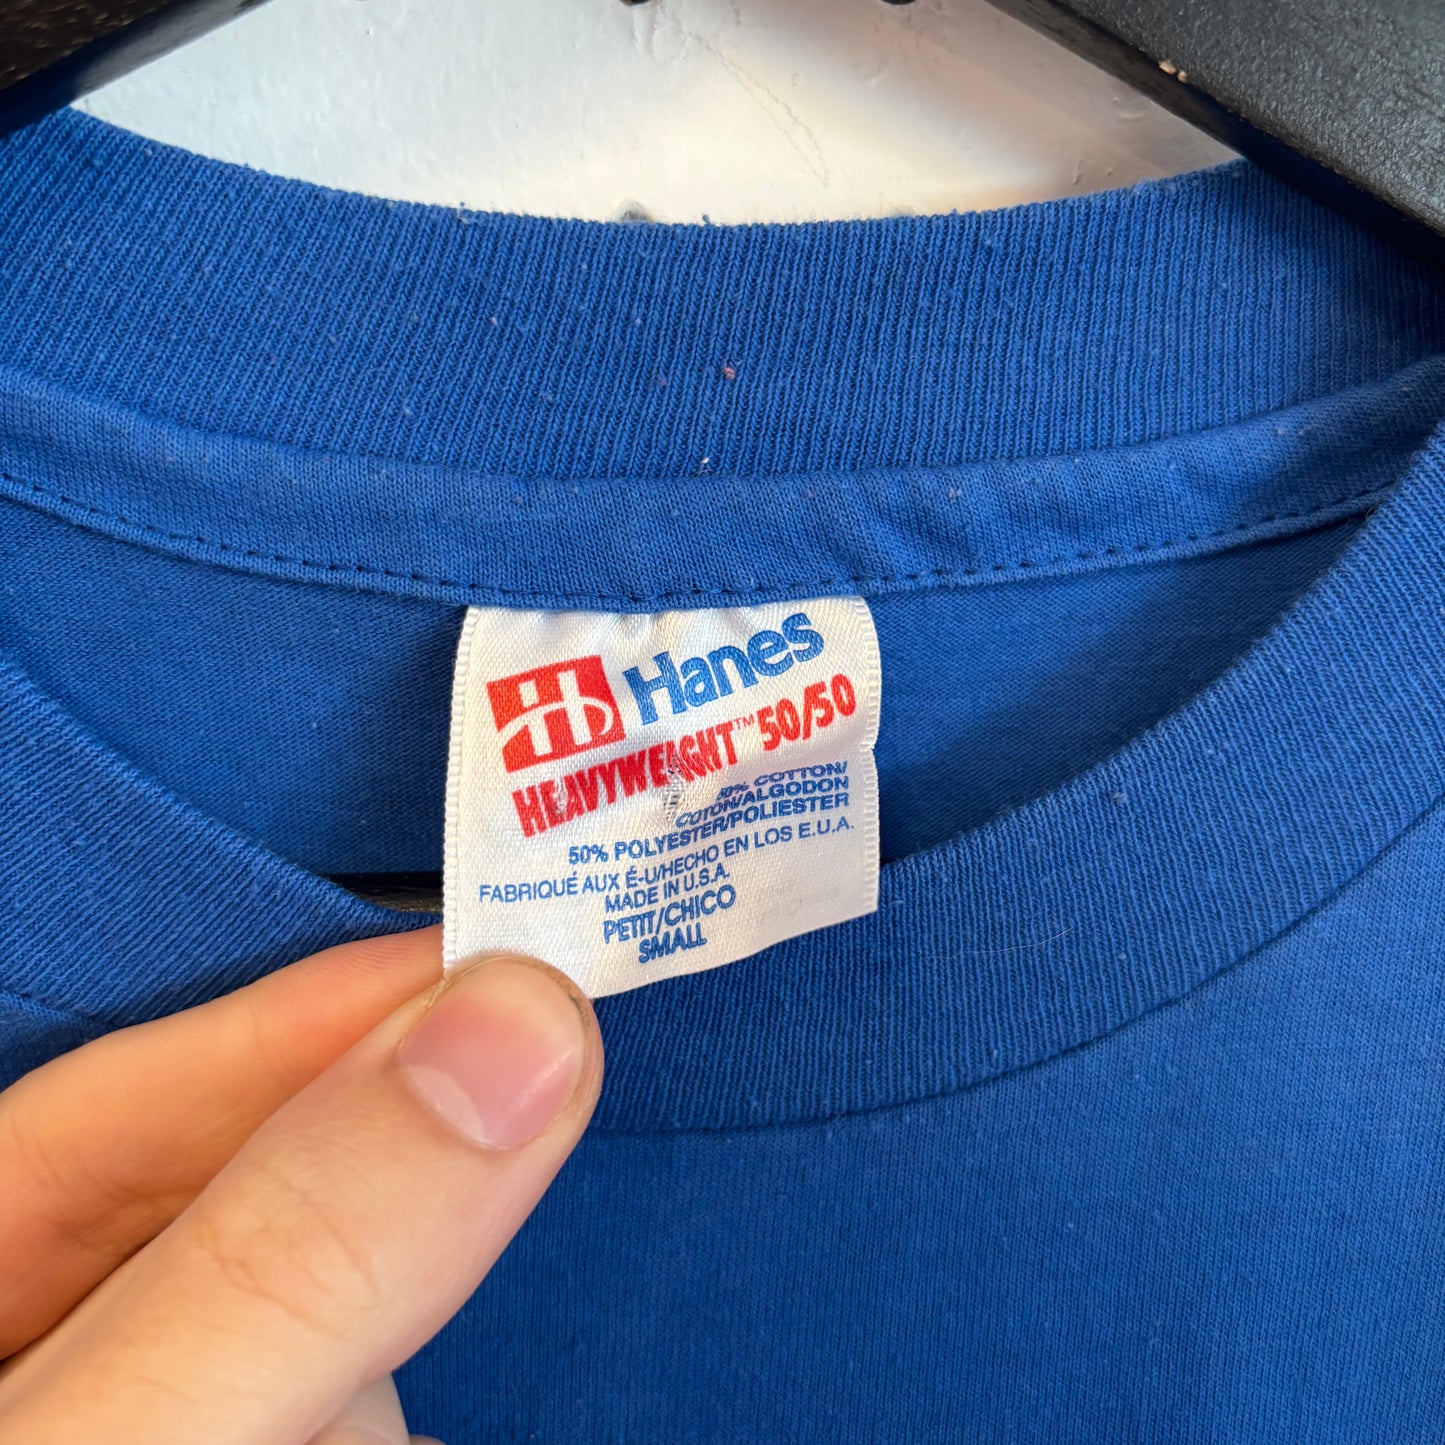 Hanes
HEAVYWEIGHT™ 50/50
50% COTTON/
COTON/ALGODON
50% POLYESTER/POLIESTER
FABRIQUÉ AUX É-U/HECHO EN LOS E.U.A.
MADE IN U.S.A.
PETIT/CHICO
SMALL